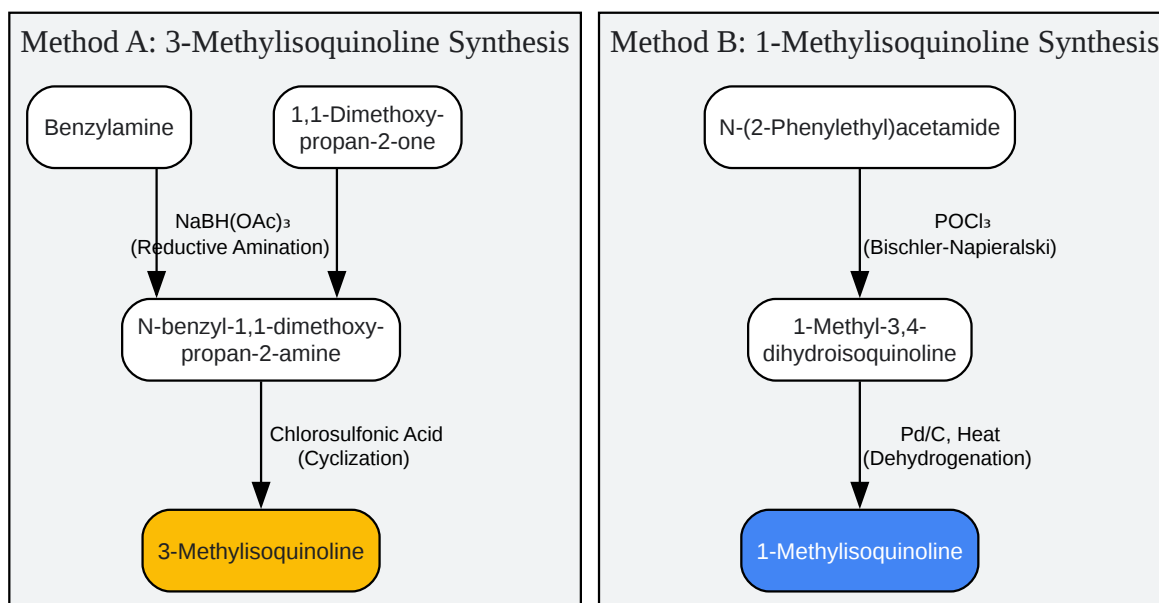 Method A: 3-Methylisoquinoline Synthesis
Benzylamine
1,1-Dimethoxy-
propan-2-one
NaBH(OAc)₃
(Reductive Amination)
N-benzyl-1,1-dimethoxy-
propan-2-amine
Chlorosulfonic Acid
(Cyclization)
3-Methylisoquinoline
Method B: 1-Methylisoquinoline Synthesis
N-(2-Phenylethyl)acetamide
POCl₃
(Bischler-Napieralski)
1-Methyl-3,4-
dihydroisoquinoline
Pd/C, Heat
(Dehydrogenation)
1-Methylisoquinoline